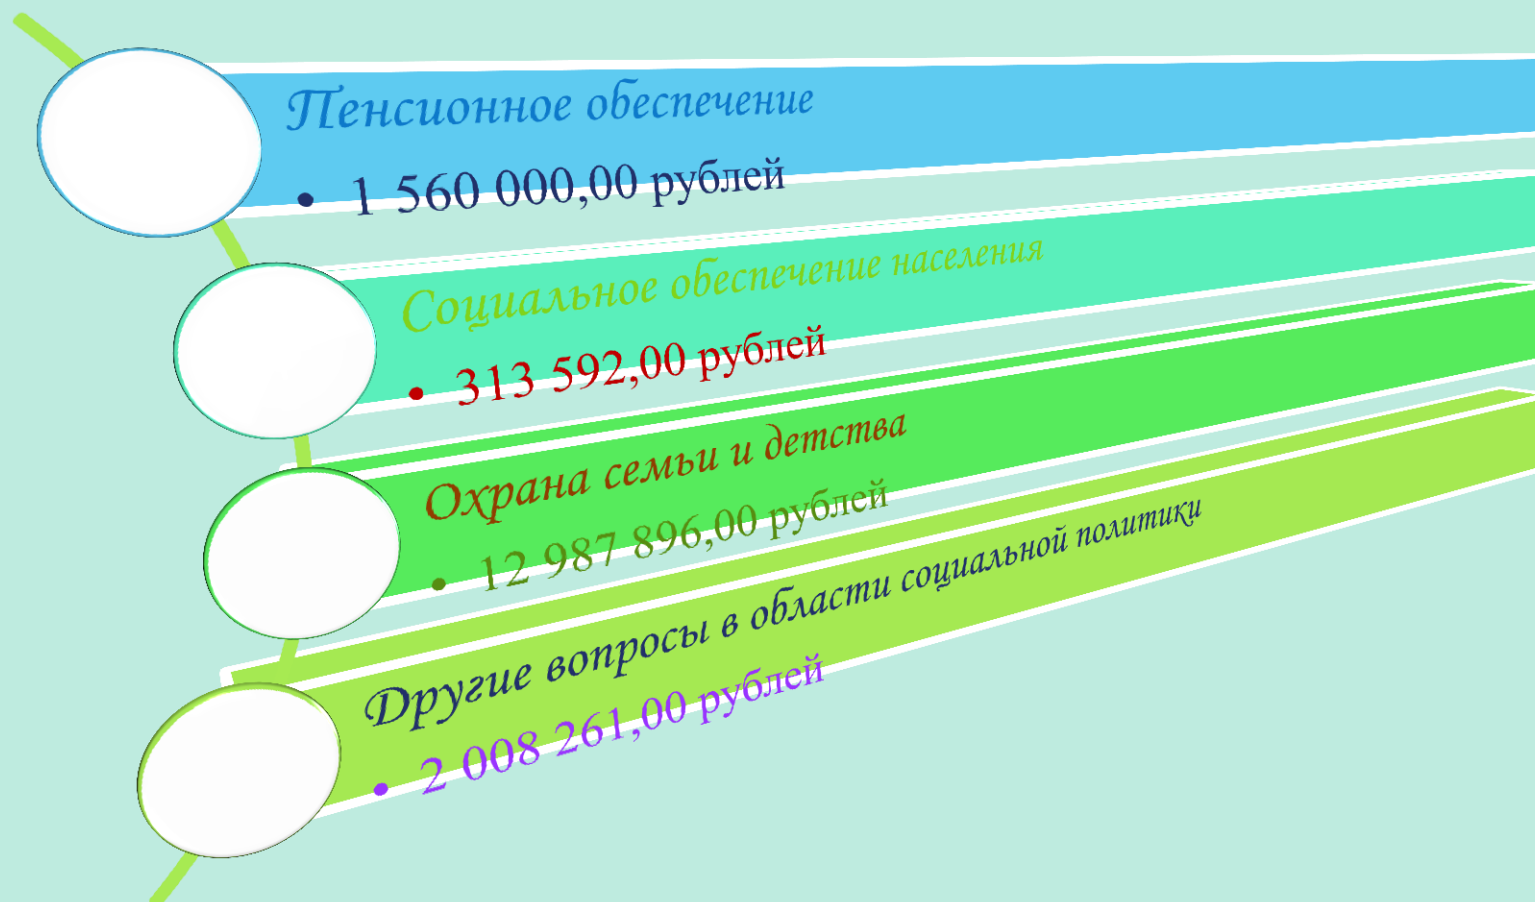 Пенсионное обеспечение
• 1 560 000,00 рублей
Социальное обеспечение населения
• 313 592,00 рублей
Охрана семьи и детства
• 12 987 896,00 рублей
Другие вопросы в области социальной политики
• 2 008 261,00 рублей